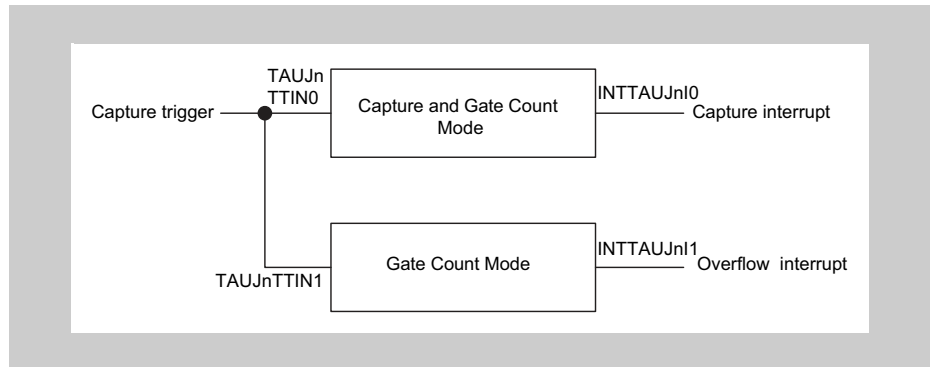 TAUJn
TTIN0
Capture trigger
Capture and Gate Count
Mode
INTTAUJnI0
Capture interrupt
TAUJnTTIN1
Gate Count Mode
INTTAUJnI1
Overflow interrupt